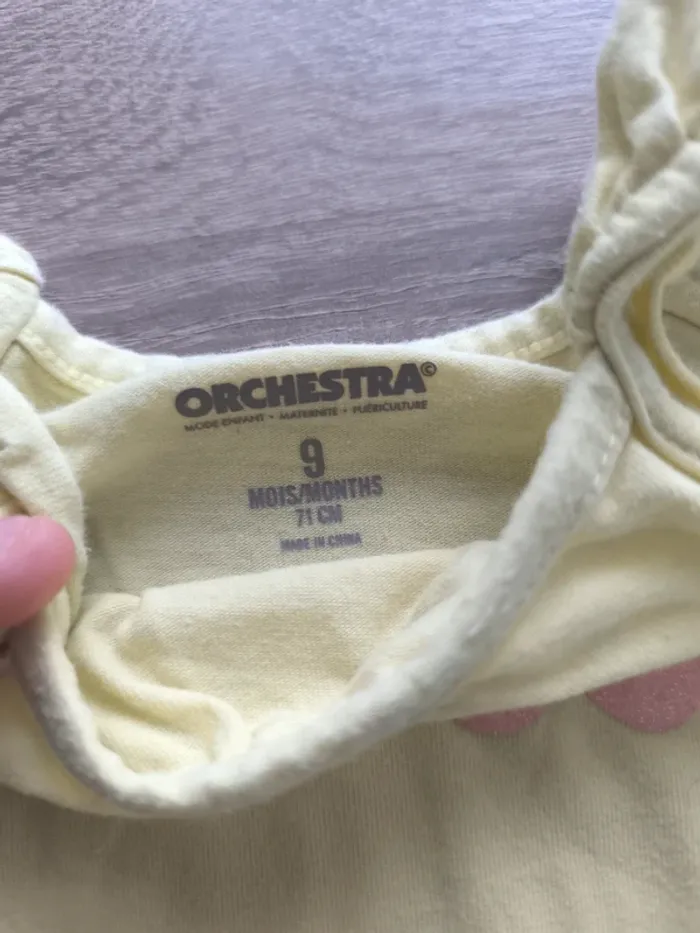 ORCHESTRA©
MODE ENFANT • MATERNITÉ • PUÉRICULTURE
9
MOIS/MONTHS
71 CM
MADE IN CHINA